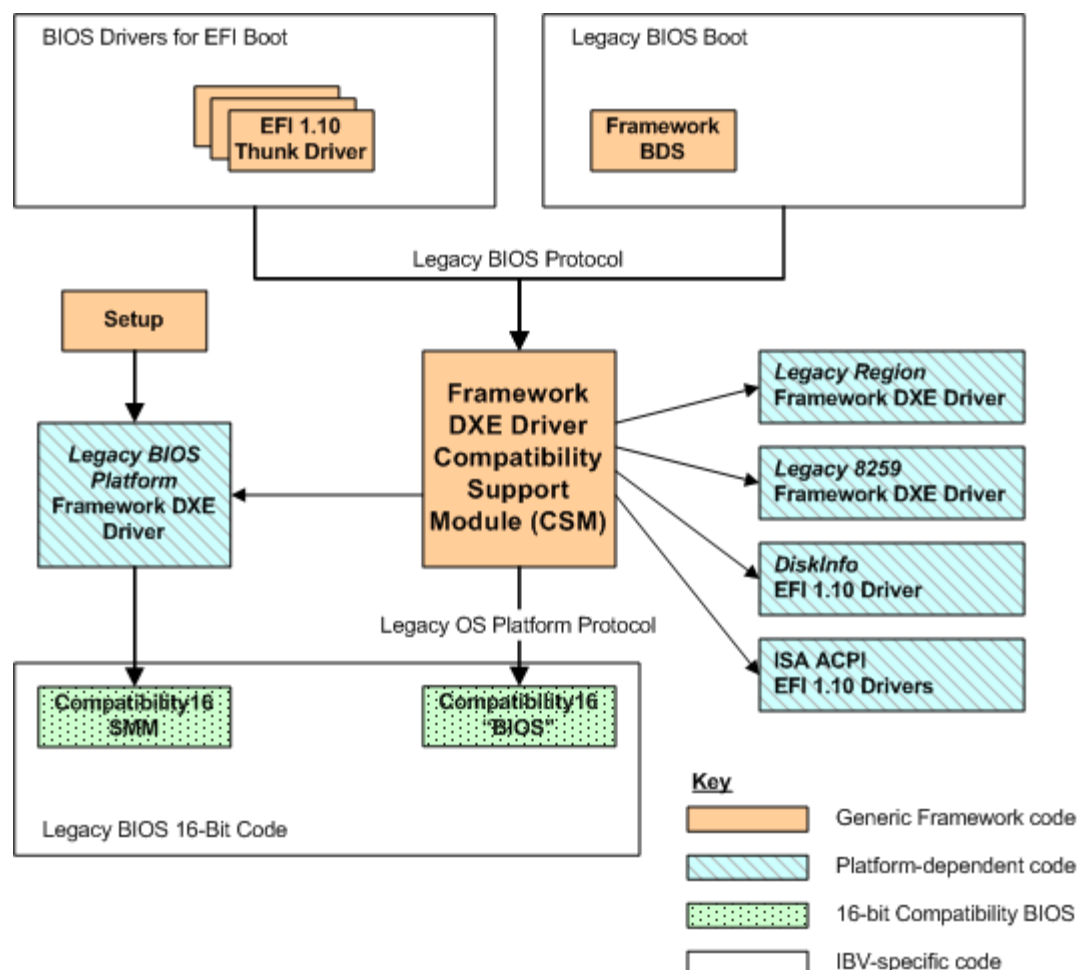 BIOS Drivers for EFI Boot
Legacy BIOS Boot
EFI 1.10
Thunk Driver
Framework
BDS
Legacy BIOS Protocol
Setup
Framework
DXE Driver
Compatibility
Support
Module (CSM)
Legacy Region
Framework DXE Driver
Legacy BIOS
Platform
Framework DXE
Driver
Legacy 8259
Framework DXE Driver
DiskInfo
EFI 1.10 Driver
Legacy OS Platform Protocol
ISA ACPI
EFI 1.10 Drivers
Compatibility16
SMM
Compatibility16
"BIOS"
Legacy BIOS 16-Bit Code
Key
Generic Framework code
Platform-dependent code
16-bit Compatibility BIOS
IBV-specific code